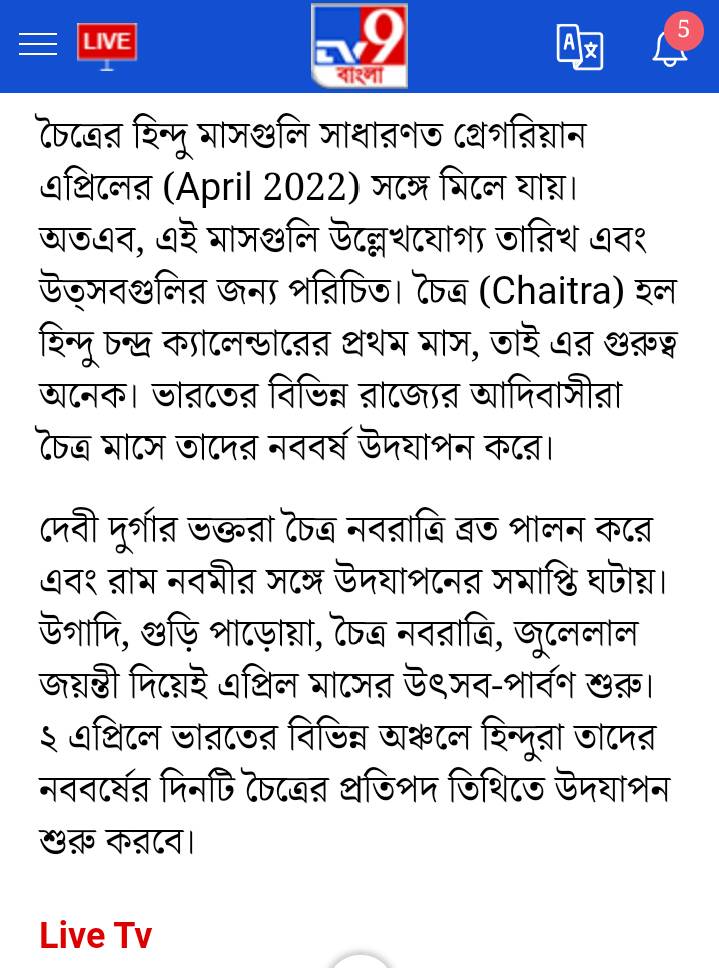 LIVE
TV9
বাংলা
A
5
চৈত্রের হিন্দু মাসগুলি সাধারণত গ্রেগরিয়ান
এপ্রিলের (April 2022) সঙ্গে মিলে যায়।
অতএব, এই মাসগুলি উল্লেখযোগ্য তারিখ এবং
উত্সবগুলির জন্য পরিচিত। চৈত্র (Chaitra) হল
হিন্দু চন্দ্র ক্যালেন্ডারের প্রথম মাস, তাই এর গুরুত্ব
অনেক। ভারতের বিভিন্ন রাজ্যের আদিবাসীরা
চৈত্র মাসে তাদের নববর্ষ উদযাপন করে।
দেবী দুর্গার ভক্তরা চৈত্র নবরাত্রি ব্রত পালন করে
এবং রাম নবমীর সঙ্গে উদযাপনের সমাপ্তি ঘটায়।
উগাদি, গুড়ি পাড়োয়া, চৈত্র নবরাত্রি, জুলেলাল
জয়ন্তী দিয়েই এপ্রিল মাসের উৎসব-পার্বণ শুরু।
২ এপ্রিলে ভারতের বিভিন্ন অঞ্চলে হিন্দুরা তাদের
নববর্ষের দিনটি চৈত্রের প্রতিপদ তিথিতে উদযাপন
শুরু করবে।
Live Tv